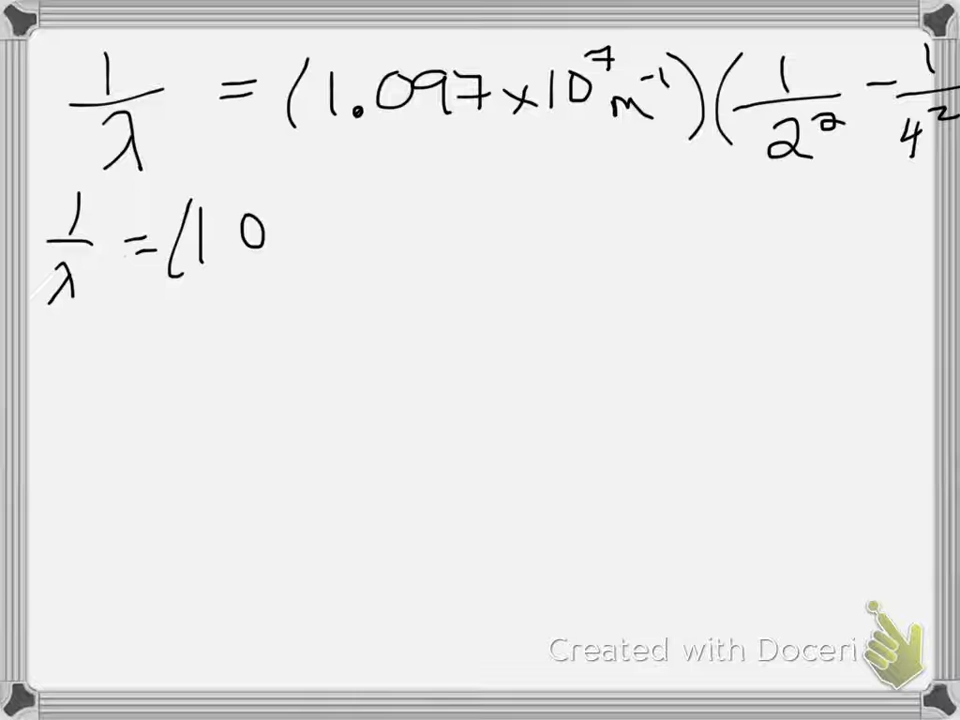 1/λ = (1.097×10⁷ m⁻¹)(1/2² - 1/4²
1/λ = (1 0
Created with Doceri